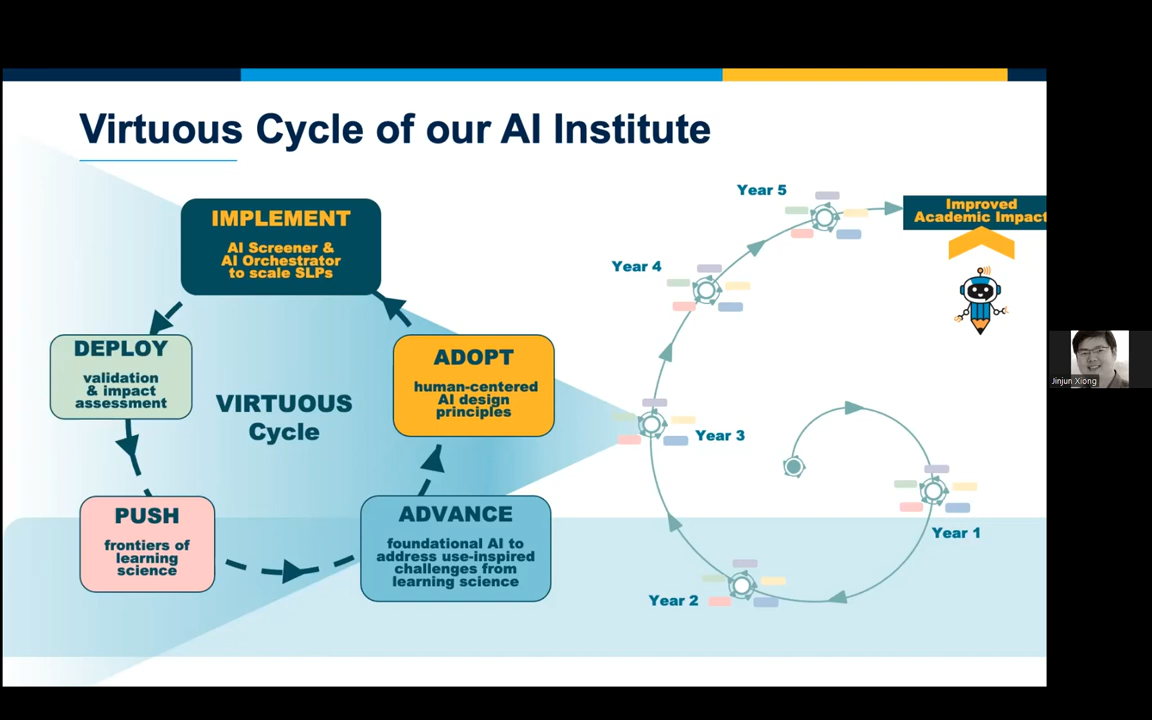 Virtuous Cycle of our AI Institute
IMPLEMENT
AI Screener &
AI Orchestrator
to scale SLPs
DEPLOY
validation
& impact
assessment
VIRTUOUS
Cycle
ADOPT
human-centered
AI design
principles
PUSH
frontiers of
learning
science
ADVANCE
foundational AI to
address use-inspired
challenges from
learning science
Year 5
Improved
Academic Impact
Year 4
Year 3
Year 1
Year 2
Jinjun Xiong